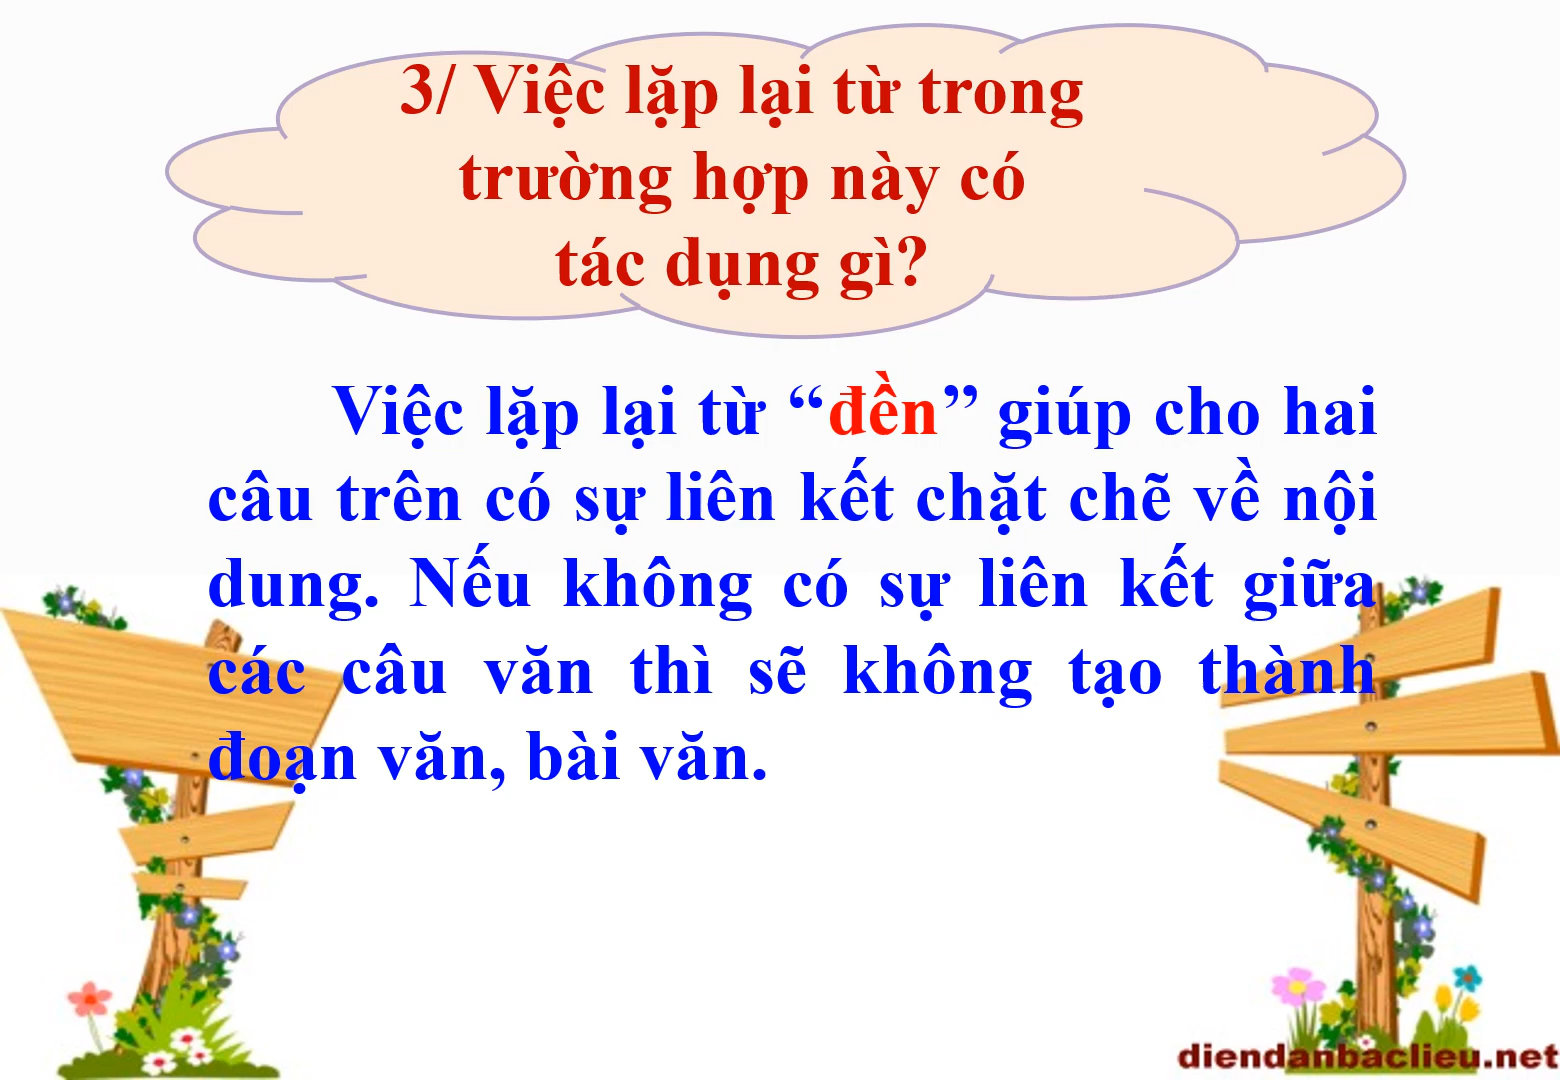 3/ Việc lặp lại từ trong
trường hợp này có
tác dụng gì?
Việc lặp lại từ “đền” giúp cho hai
câu trên có sự liên kết chặt chẽ về nội
dung. Nếu không có sự liên kết giữa
các câu văn thì sẽ không tạo thành
đoạn văn, bài văn.
diendanbaclieu.net